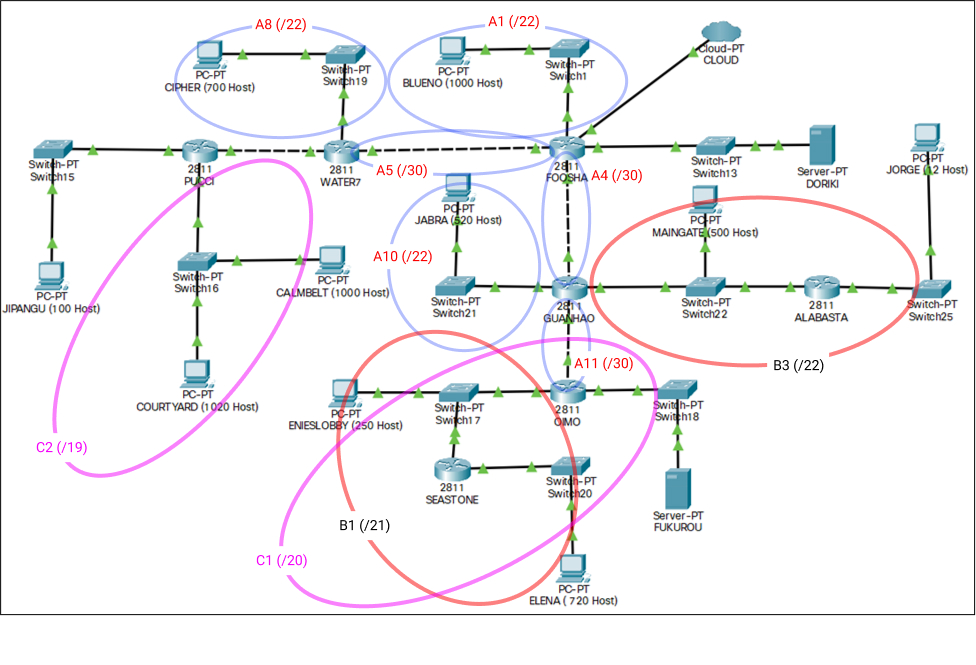 A8 (/22)
A1 (/22)
PC-PT
CIPHER (700 Host)
Switch-PT
Switch19
PC-PT
BLUENO (1000 Host)
Switch-PT
Switch1
Cloud-PT
CLOUD
Switch-PT
Switch15
2811
PUCCI
2811
WATER7
A5 (/30)
2811
FOOSHA
A4 (/30)
Switch-PT
Switch13
Server-PT
DORIKI
PC-PT
JORGE (12 Host)
PC-PT
JABRA (520 Host)
PC-PT
MAINGATE (500 Host)
A10 (/22)
Switch-PT
Switch16
PC-PT
CALMBELT (1000 Host)
PC-PT
JIPANGU (100 Host)
Switch-PT
Switch21
2811
GUANHAO
Switch-PT
Switch22
2811
ALABASTA
Switch-PT
Switch25
A11 (/30)
B3 (/22)
PC-PT
COURTYARD (1020 Host)
PC-PT
ENIESLOBBY (250 Host)
Switch-PT
Switch17
2811
OIMO
Switch-PT
Switch18
C2 (/19)
2811
SEASTONE
Switch-PT
Switch20
Server-PT
FUKUROU
B1 (/21)
C1 (/20)
PC-PT
ELENA ( 720 Host)